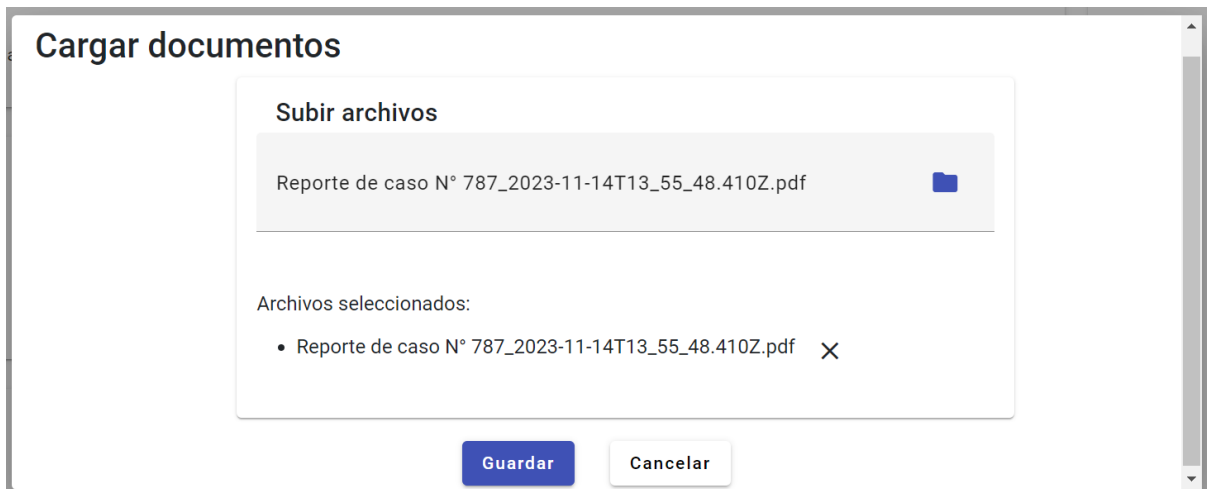 Cargar documentos
Subir archivos
Reporte de caso N° 787_2023-11-14T13_55_48.410Z.pdf
Archivos seleccionados:
• Reporte de caso N° 787_2023-11-14T13_55_48.410Z.pdf
Guardar Cancelar